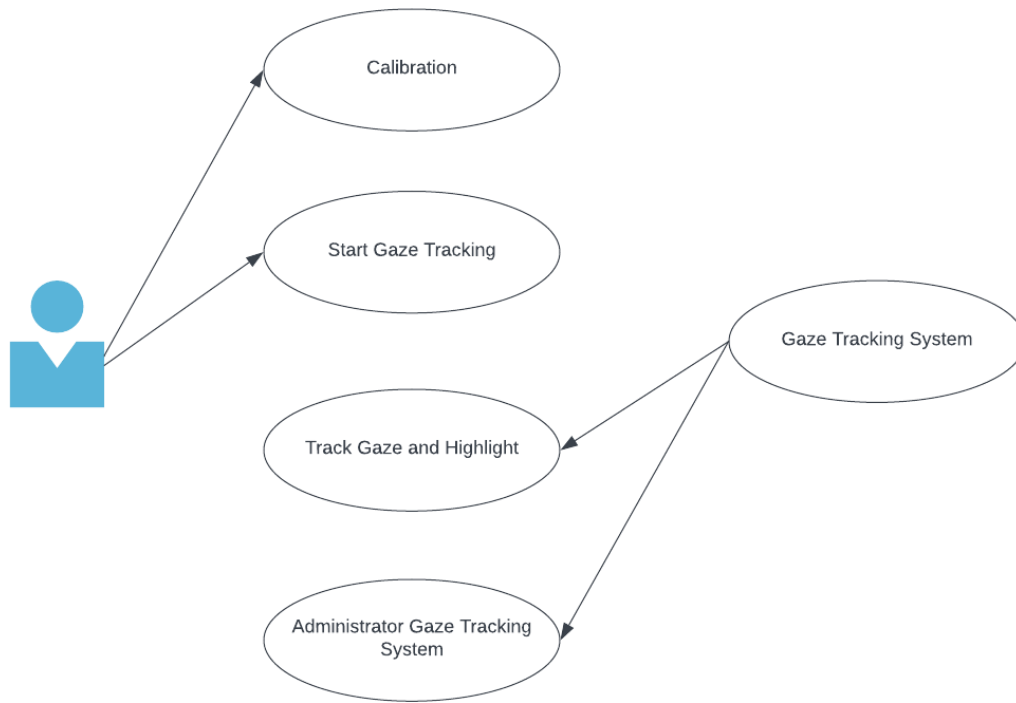 Calibration
Start Gaze Tracking
Gaze Tracking System
Track Gaze and Highlight
Administrator Gaze Tracking
System